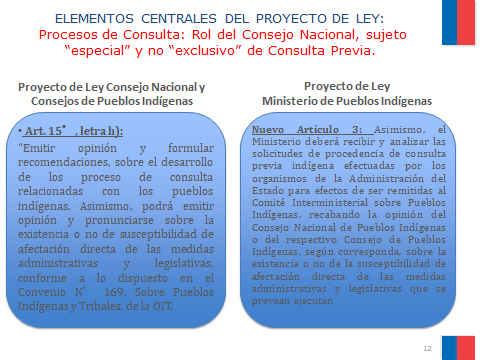 ELEMENTOS CENTRALES DEL PROYECTO DE LEY:
Procesos de Consulta: Rol del Consejo Nacional, sujeto
“especial” y no “exclusivo” de Consulta Previa.
Proyecto de Ley Consejo Nacional y
Consejos de Pueblos Indígenas
• Art. 15° , letra h):
“Emitir opinión y formular
recomendaciones, sobre el desarrollo
de los proceso de consulta
relacionadas con los pueblos
indígenas. Asimismo, podrá emitir
opinión y pronunciarse sobre la
existencia o no de susceptibilidad de
afectación directa de las medidas
administrativas y legislativas,
conforme a lo dispuesto en el
Convenio N° 169, Sobre Pueblos
Indígenas y Tribales, de la OIT.
Proyecto de Ley
Ministerio de Pueblos Indígenas
Nuevo Artículo 3: Asimismo, el
Ministerio deberá recibir y analizar las
solicitudes de procedencia de consulta
previa indígena efectuadas por los
organismos de la Administración del
Estado para efectos de ser remitidas al
Comité Interministerial sobre Pueblos
Indígenas, recabando la opinión del
Consejo Nacional de Pueblos Indígenas
o del respectivo Consejo de Pueblos
Indígenas, según corresponda, sobre la
existencia o no de la susceptibilidad de
afectación directa de las medidas
administrativas y legislativas que se
prevean ejecutar.
12